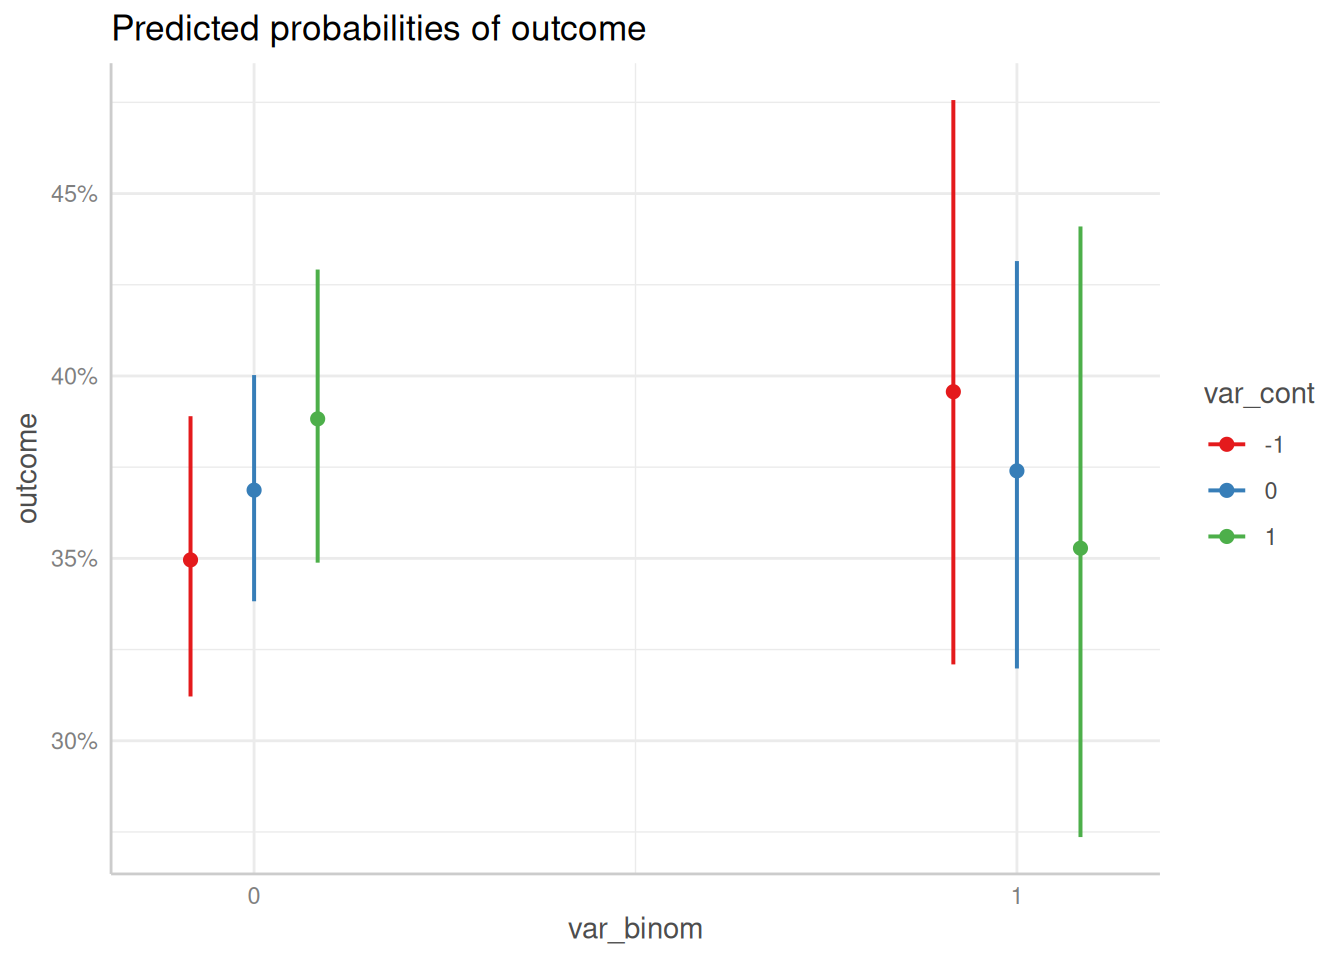 Predicted probabilities of outcome
45%
40%
35%
30%
outcome
0
1
var_binom
var_cont
-1
0
1